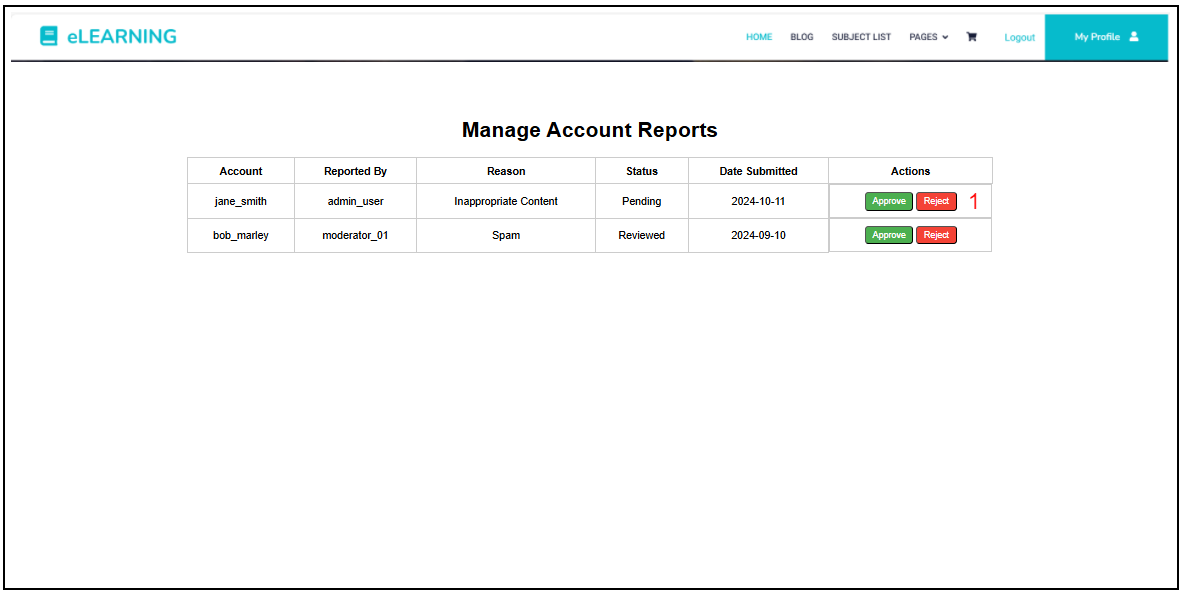 eLEARNING HOME BLOG SUBJECT LIST PAGES Logout My Profile
Manage Account Reports
Account Reported By Reason Status Date Submitted Actions
jane_smith admin_user Inappropriate Content Pending 2024-10-11 Approve Reject 1
bob_marley moderator_01 Spam Reviewed 2024-09-10 Approve Reject